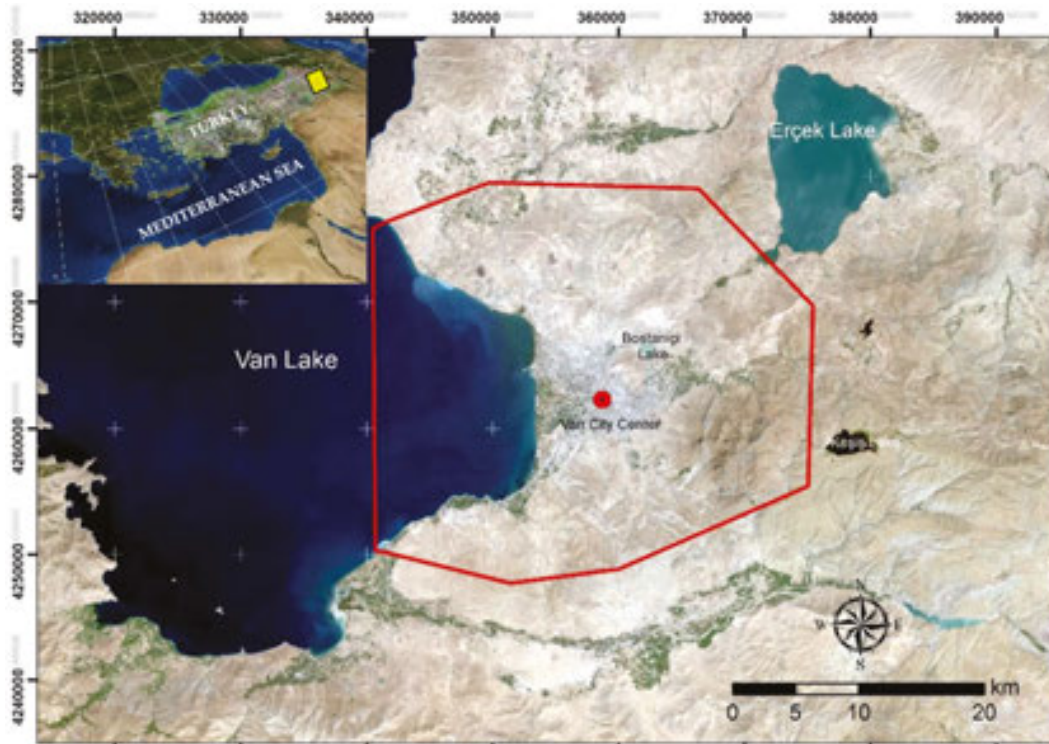 320000 330000 340000 350000 360000 370000 380000 390000
4290000
4280000
4270000
4260000
4250000
4240000
TURKEY
MEDITERRANEAN SEA
Erçek Lake
Van Lake
Bostaniçi
Lake
Van City Center
Keşiş
N
W E
S
km
0 5 10 20